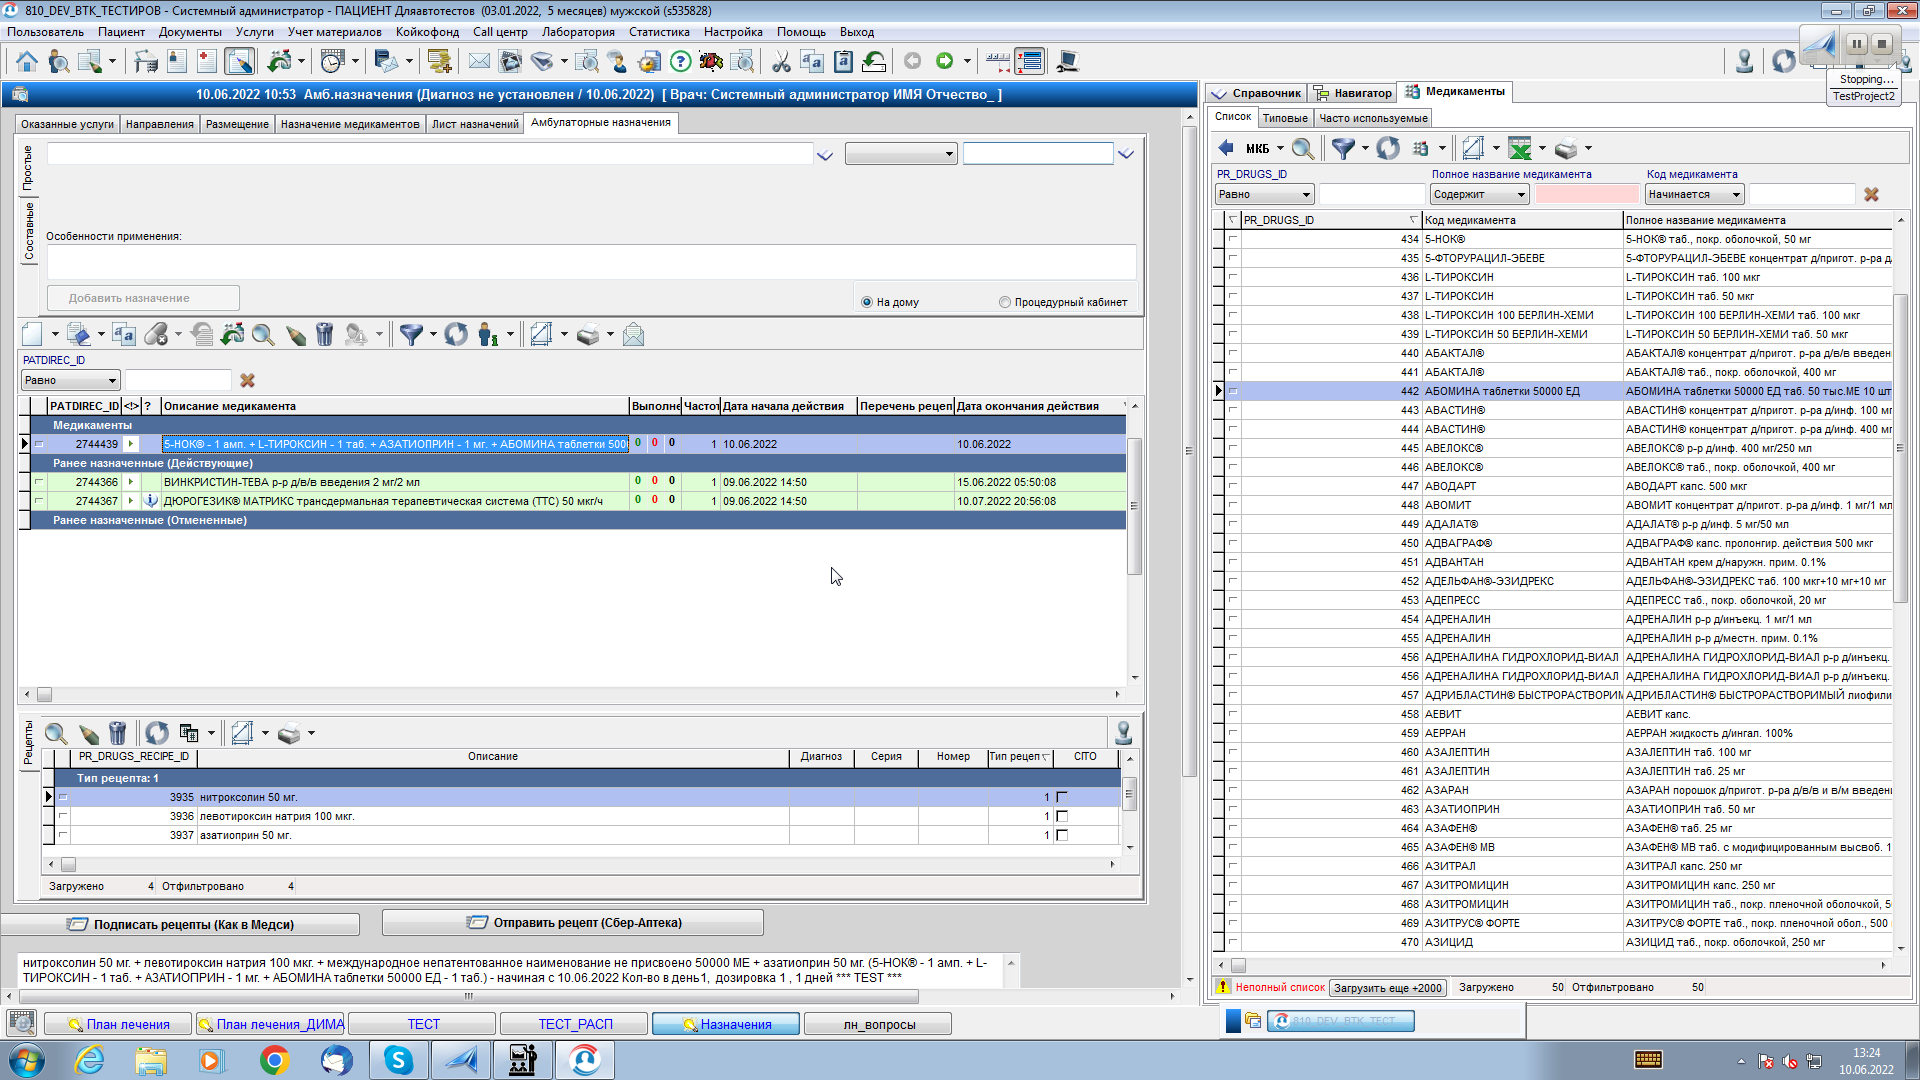 810_DEV_BTK_ТЕСТИРОВ - Системный администратор - ПАЦИЕНТ Дляавтотестов (03.01.2022, 5 месяцев) мужской (s535828)
Пользователь Пациент Документы Услуги Учет материалов Койкофонд Call центр Лаборатория Статистика Настройка Помощь Выход
Stopping...
TestProject2
10.06.2022 10:53 Амб.назначения (Диагноз не установлен / 10.06.2022) [ Врач: Системный администратор ИМЯ Отчество_ ]
Оказанные услуги Направления Размещение Назначение медикаментов Лист назначений Амбулаторные назначения
Простые
Составные
Особенности применения:
Добавить назначение
На дому Процедурный кабинет
PATDIREC_ID
Равно
PATDIREC_ID <!> ? Описание медикамента Выполне Частот Дата начала действия Перечень рецеп Дата окончания действия
Медикаменты
2744439 5-НОК® - 1 амп. + L-ТИРОКСИН - 1 таб. + АЗАТИОПРИН - 1 мг. + АБОМИНА таблетки 500 0 0 0 1 10.06.2022 10.06.2022
Ранее назначенные (Действующие)
2744366 ВИНКРИСТИН-ТЕВА р-р д/в/в введения 2 мг/2 мл 0 0 0 1 09.06.2022 14:50 15.06.2022 05:50:08
2744367 ДЮРОГЕЗИК® МАТРИКС трансдермальная терапевтическая система (ТТС) 50 мкг/ч 0 0 0 1 09.06.2022 14:50 10.07.2022 20:56:08
Ранее назначенные (Отмененные)
Рецепты
PR_DRUGS_RECIPE_ID Описание Диагноз Серия Номер Тип рецеп CITO
Тип рецепта: 1
3935 нитроксолин 50 мг. 1
3936 левотироксин натрия 100 мкг. 1
3937 азатиоприн 50 мг. 1
Загружено 4 Отфильтровано 4
Подписать рецепты (Как в Медси) Отправить рецепт (Сбер-Аптека)
нитроксолин 50 мг. + левотироксин натрия 100 мкг. + международное непатентованное наименование не присвоено 50000 МЕ + азатиоприн 50 мг. (5-НОК® - 1 амп. + L-
ТИРОКСИН - 1 таб. + АЗАТИОПРИН - 1 мг. + АБОМИНА таблетки 50000 ЕД - 1 таб.) - начиная с 10.06.2022 Кол-во в день1, дозировка 1 , 1 дней *** TEST ***
План лечения План лечения_ДИМА ТЕСТ ТЕСТ_РАСП Назначения лн_вопросы
Справочник Навигатор Медикаменты
Список Типовые Часто используемые
МКБ
PR_DRUGS_ID Полное название медикамента Код медикамента
Равно Содержит Начинается
PR_DRUGS_ID Код медикамента Полное название медикамента
434 5-НОК® 5-НОК® таб., покр. оболочкой, 50 мг
435 5-ФТОРУРАЦИЛ-ЭБЕВЕ 5-ФТОРУРАЦИЛ-ЭБЕВЕ концентрат д/пригот. р-ра д/
436 L-ТИРОКСИН L-ТИРОКСИН таб. 100 мкг
437 L-ТИРОКСИН L-ТИРОКСИН таб. 50 мкг
438 L-ТИРОКСИН 100 БЕРЛИН-ХЕМИ L-ТИРОКСИН 100 БЕРЛИН-ХЕМИ таб. 100 мкг
439 L-ТИРОКСИН 50 БЕРЛИН-ХЕМИ L-ТИРОКСИН 50 БЕРЛИН-ХЕМИ таб. 50 мкг
440 АБАКТАЛ® АБАКТАЛ® концентрат д/пригот. р-ра д/в/в введен
441 АБАКТАЛ® АБАКТАЛ® таб., покр. оболочкой, 400 мг
442 АБОМИНА таблетки 50000 ЕД АБОМИНА таблетки 50000 ЕД таб. 50 тыс.МЕ 10 шт
443 АВАСТИН® АВАСТИН® концентрат д/пригот. р-ра д/инф. 100 мг
444 АВАСТИН® АВАСТИН® концентрат д/пригот. р-ра д/инф. 400 мг
445 АВЕЛОКС® АВЕЛОКС® р-р д/инф. 400 мг/250 мл
446 АВЕЛОКС® АВЕЛОКС® таб., покр. оболочкой, 400 мг
447 АВОДАРТ АВОДАРТ капс. 500 мкг
448 АВОМИТ АВОМИТ концентрат д/пригот. р-ра д/инф. 1 мг/1 мл
449 АДАЛАТ® АДАЛАТ® р-р д/инф. 5 мг/50 мл
450 АДВАГРАФ® АДВАГРАФ® капс. пролонгир. действия 500 мкг
451 АДВАНТАН АДВАНТАН крем д/наружн. прим. 0.1%
452 АДЕЛЬФАН®-ЭЗИДРЕКС АДЕЛЬФАН®-ЭЗИДРЕКС таб. 100 мкг+10 мг+10 мг
453 АДЕПРЕСС АДЕПРЕСС таб., покр. оболочкой, 20 мг
454 АДРЕНАЛИН АДРЕНАЛИН р-р д/инъекц. 1 мг/1 мл
455 АДРЕНАЛИН АДРЕНАЛИН р-р д/местн. прим. 0.1%
456 АДРЕНАЛИНА ГИДРОХЛОРИД-ВИАЛ АДРЕНАЛИНА ГИДРОХЛОРИД-ВИАЛ р-р д/инъекц.
456 АДРЕНАЛИНА ГИДРОХЛОРИД-ВИАЛ АДРЕНАЛИНА ГИДРОХЛОРИД-ВИАЛ р-р д/инъекц.
457 АДРИБЛАСТИН® БЫСТРОРАСТВОРИМ АДРИБЛАСТИН® БЫСТРОРАСТВОРИМЫЙ лиофили
458 АЕВИТ АЕВИТ капс.
459 АЕРРАН АЕРРАН жидкость д/ингал. 100%
460 АЗАЛЕПТИН АЗАЛЕПТИН таб. 100 мг
461 АЗАЛЕПТИН АЗАЛЕПТИН таб. 25 мг
462 АЗАРАН АЗАРАН порошок д/пригот. р-ра д/в/в и в/м введен
463 АЗАТИОПРИН АЗАТИОПРИН таб. 50 мг
464 АЗАФЕН® АЗАФЕН® таб. 25 мг
465 АЗАФЕН® МВ АЗАФЕН® МВ таб. с модифицированным высвоб. 1
466 АЗИТРАЛ АЗИТРАЛ капс. 250 мг
467 АЗИТРОМИЦИН АЗИТРОМИЦИН капс. 250 мг
468 АЗИТРОМИЦИН АЗИТРОМИЦИН таб., покр. пленочной оболочкой, 5
469 АЗИТРУС® ФОРТЕ АЗИТРУС® ФОРТЕ таб., покр. пленочной обол., 500
470 АЗИЦИД АЗИЦИД таб., покр. оболочкой, 250 мг
Неполный список Загрузить еще +2000 Загружено 50 Отфильтровано 50
810_DEV_BTK_ТЕСТ...
13:24
10.06.2022